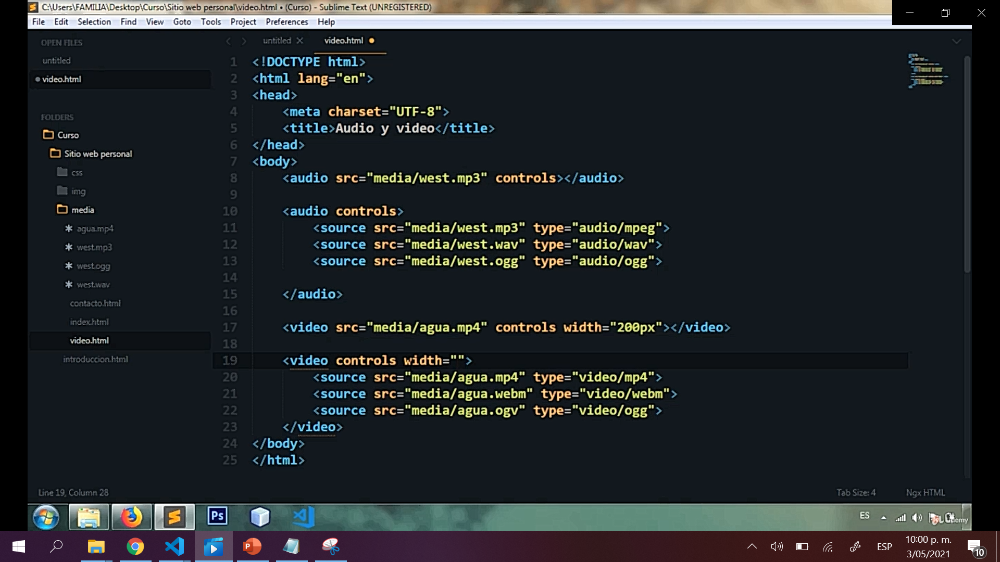 C:\Users\FAMILIA\Desktop\Curso\Sitio web personal\video.html • (Curso) - Sublime Text (UNREGISTERED)
File Edit Selection Find View Goto Tools Project Preferences Help
OPEN FILES
untitled
video.html
FOLDERS
Curso
Sitio web personal
css
img
media
agua.mp4
west.mp3
west.ogg
west.wav
contacto.html
index.html
video.html
introduccion.html
untitled video.html
1 <!DOCTYPE html>
2 <html lang="en">
3 <head>
4 <meta charset="UTF-8">
5 <title>Audio y video</title>
6 </head>
7 <body>
8 <audio src="media/west.mp3" controls></audio>
9
10 <audio controls>
11 <source src="media/west.mp3" type="audio/mpeg">
12 <source src="media/west.wav" type="audio/wav">
13 <source src="media/west.ogg" type="audio/ogg">
14
15 </audio>
16
17 <video src="media/agua.mp4" controls width="200px"></video>
18
19 <video controls width="">
20 <source src="media/agua.mp4" type="video/mp4">
21 <source src="media/agua.webm" type="video/webm">
22 <source src="media/agua.ogv" type="video/ogg">
23 </video>
24 </body>
25 </html>
Line 19, Column 28 Tab Size: 4 Ngx HTML
Ps ES
ESP
10:00 p. m.
3/05/2021
10